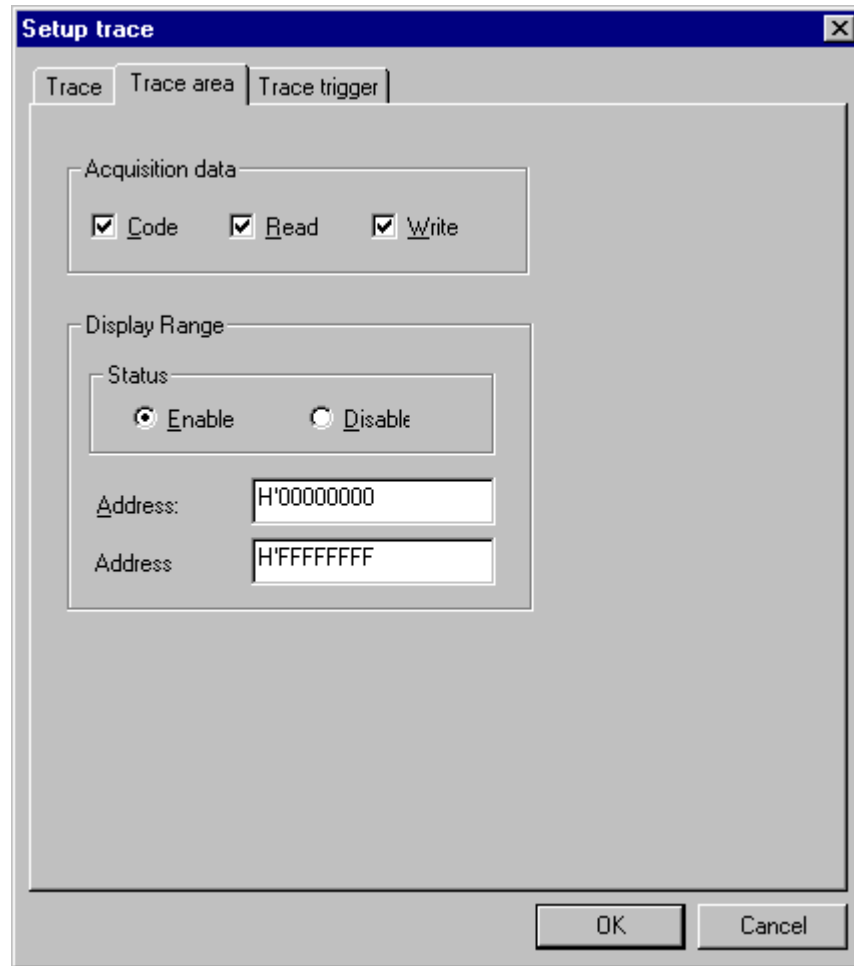 Setup trace
Trace Trace area Trace trigger
Acquisition data
Code Read Write
Display Range
Status
Enable Disable
Address: H'00000000
Address H'FFFFFFFF
OK Cancel